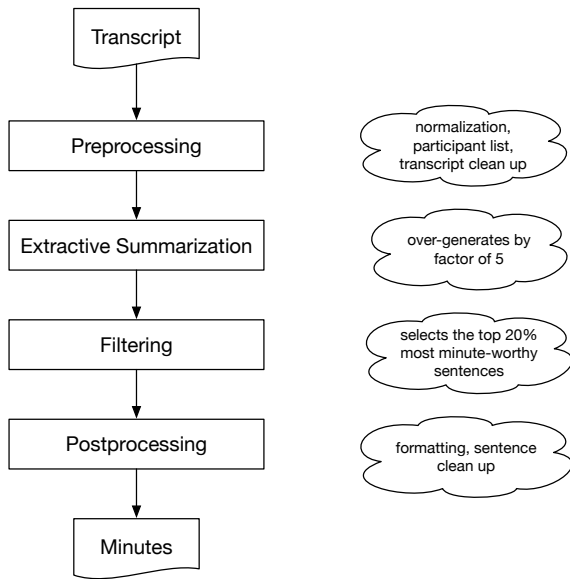 Transcript
Preprocessing
normalization,
participant list,
transcript clean up
Extractive Summarization
over-generates by
factor of 5
Filtering
selects the top 20%
most minute-worthy
sentences
Postprocessing
formatting, sentence
clean up
Minutes